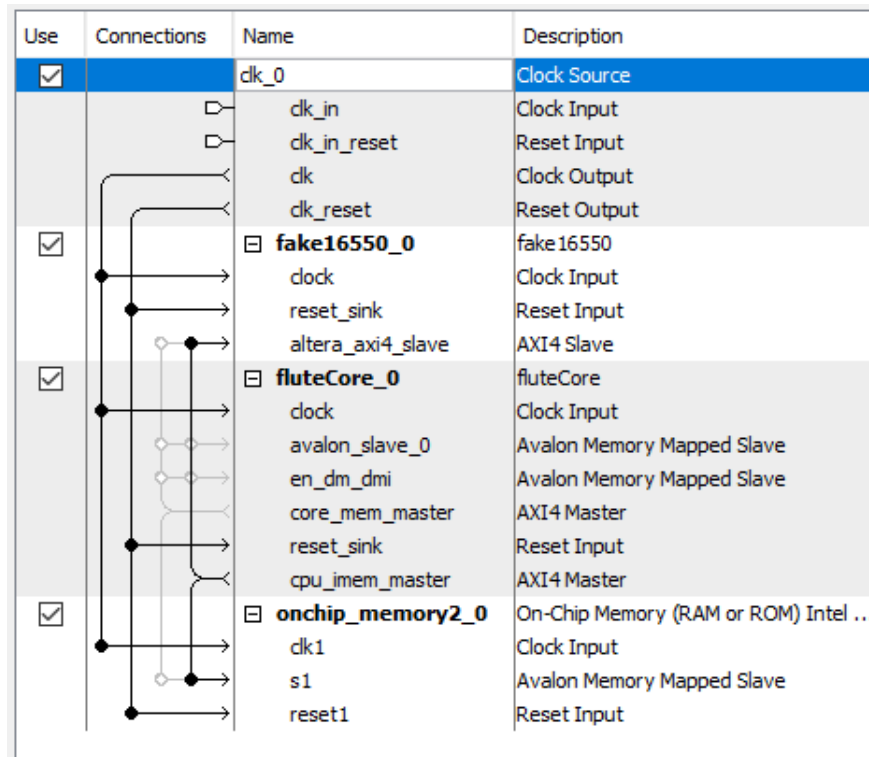 Use Connections Name Description
clk_0 Clock Source
clk_in Clock Input
clk_in_reset Reset Input
clk Clock Output
clk_reset Reset Output
fake16550_0 fake16550
clock Clock Input
reset_sink Reset Input
altera_axi4_slave AXI4 Slave
fluteCore_0 fluteCore
clock Clock Input
avalon_slave_0 Avalon Memory Mapped Slave
en_dm_dmi Avalon Memory Mapped Slave
core_mem_master AXI4 Master
reset_sink Reset Input
cpu_imem_master AXI4 Master
onchip_memory2_0 On-Chip Memory (RAM or ROM) Intel ..
clk1 Clock Input
s1 Avalon Memory Mapped Slave
reset1 Reset Input